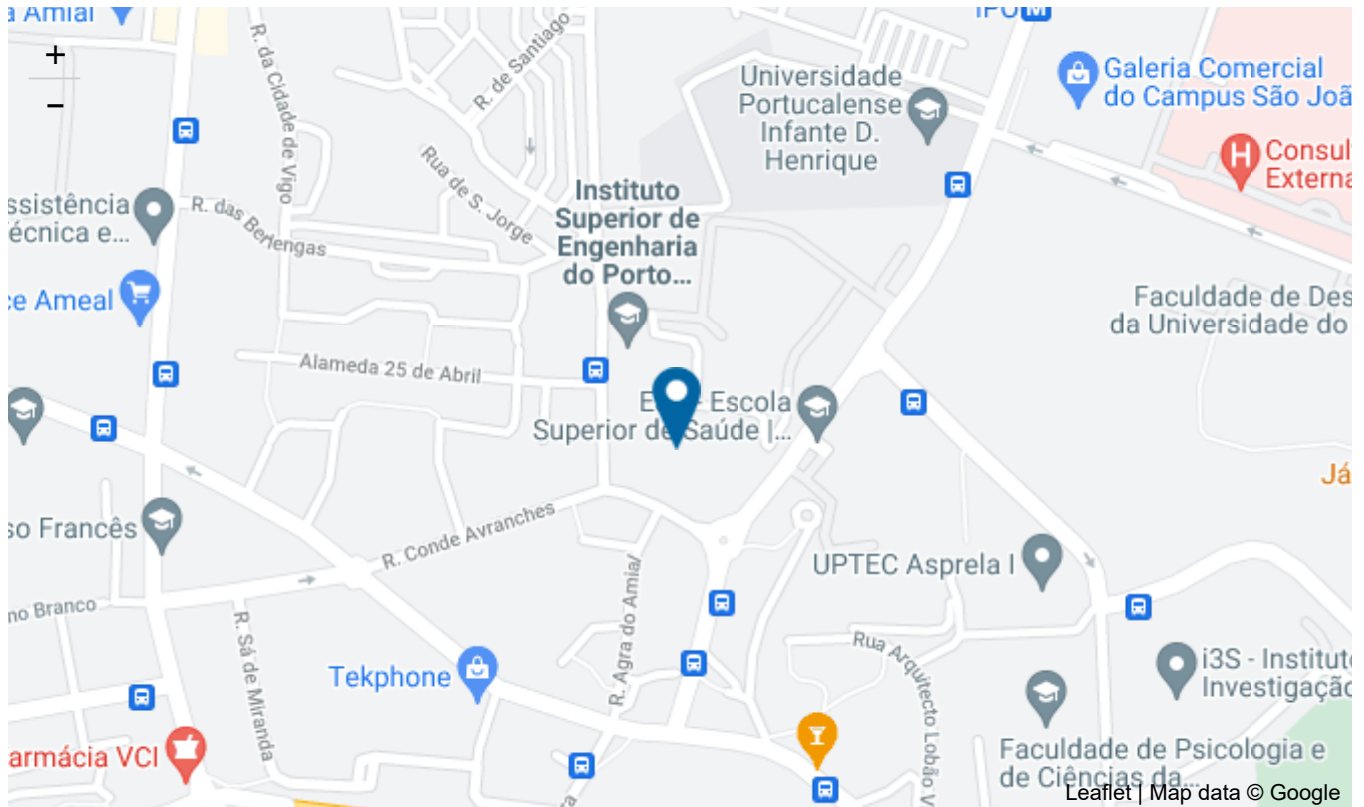 a Amial
IPO
+
−
R. da Cidade de Vigo
R. de Santiago
Universidade
Portucalense
Infante D.
Henrique
Galeria Comercial
do Campus São Joã
H
Consul
Externa
Rua de S. Jorge
ssistência
écnica e...
R. das Berlengas
Instituto
Superior de
Engenharia
do Porto...
ce Ameal
Faculdade de Des
da Universidade do
Alameda 25 de Abril
Escola
Superior de Saúde |...
Já
so Francês
R. Conde Avranches
UPTEC Asprela I
no Branco
R. Sá de Miranda
R. Agra do Amial
Rua Arquitecto Lobão V
Tekphone
i3S - Institut
Investigação
armácia VCI
Faculdade de Psicologia e
de Ciências da...
Leaflet | Map data © Google